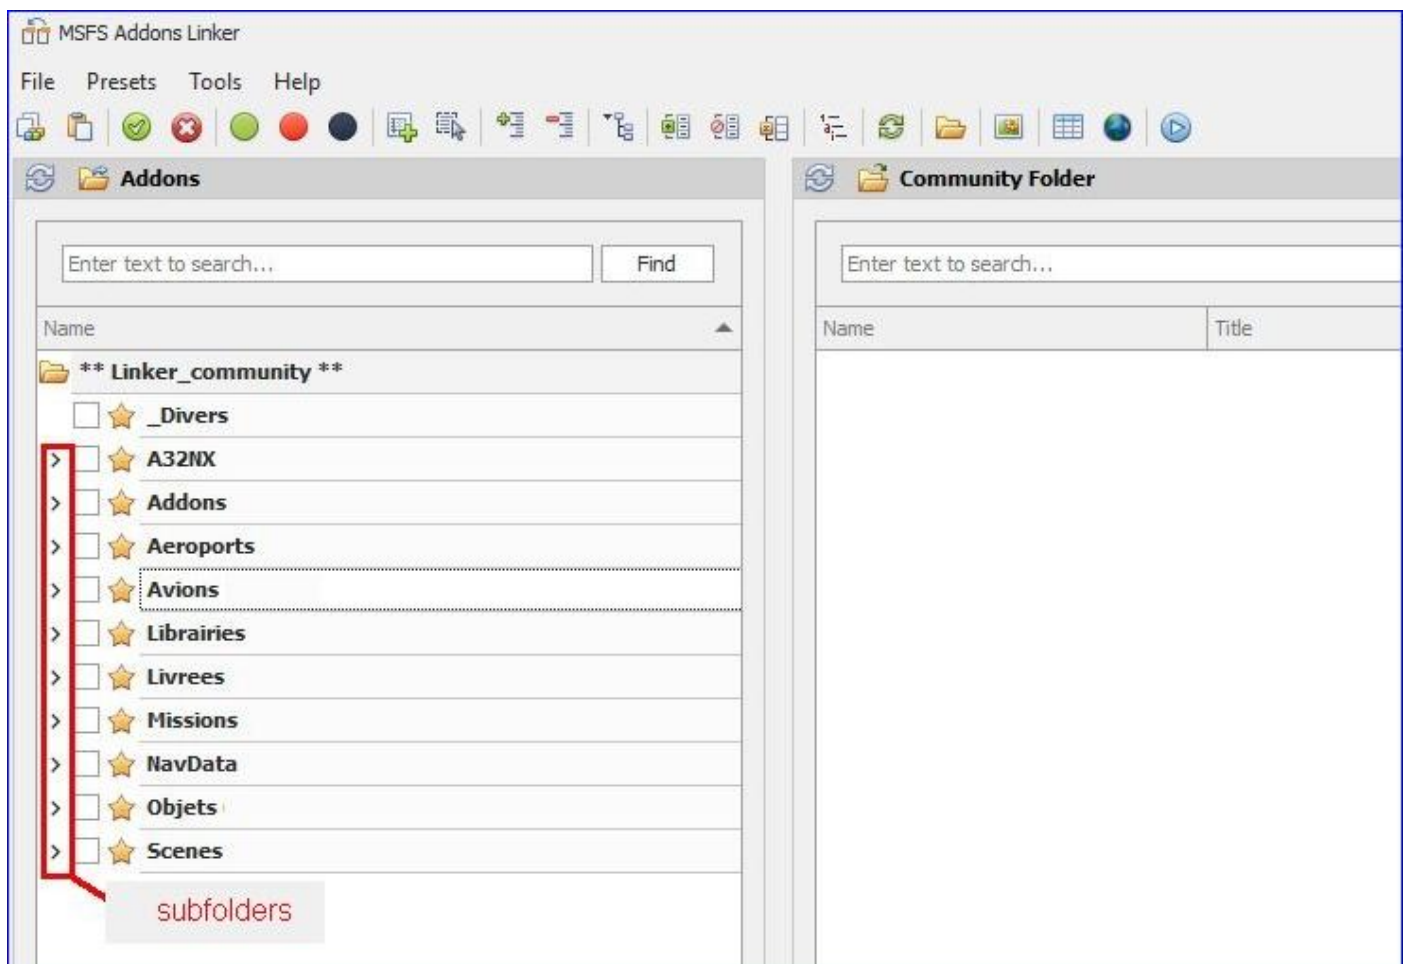 MSFS Addons Linker
File Presets Tools Help
Addons
Community Folder
Enter text to search...
Find
Enter text to search...
Name
Name
Title
** Linker_community **
_Divers
A32NX
Addons
Aeroports
Avions
Librairies
Livrees
Missions
NavData
Objets
Scenes
subfolders